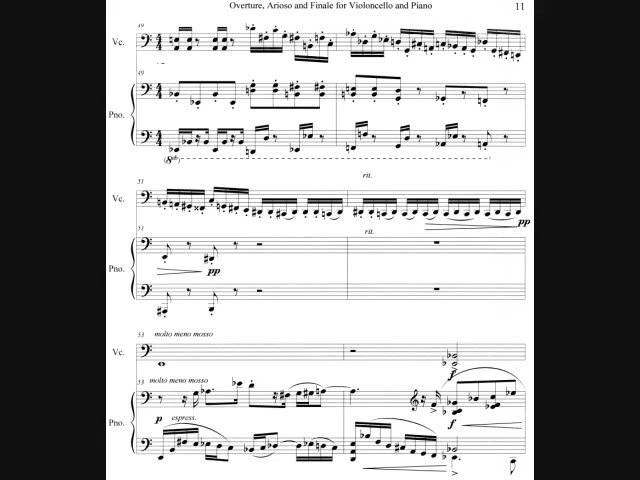 Overture, Arioso and Finale for Violoncello and Piano 11
49
Vc.
49
Pno.
(8vb)
rit.
51
Vc.
pp
rit.
51
Pno.
pp
53 molto meno mosso
Vc.
f
53 molto meno mosso
Pno.
p espress.
f